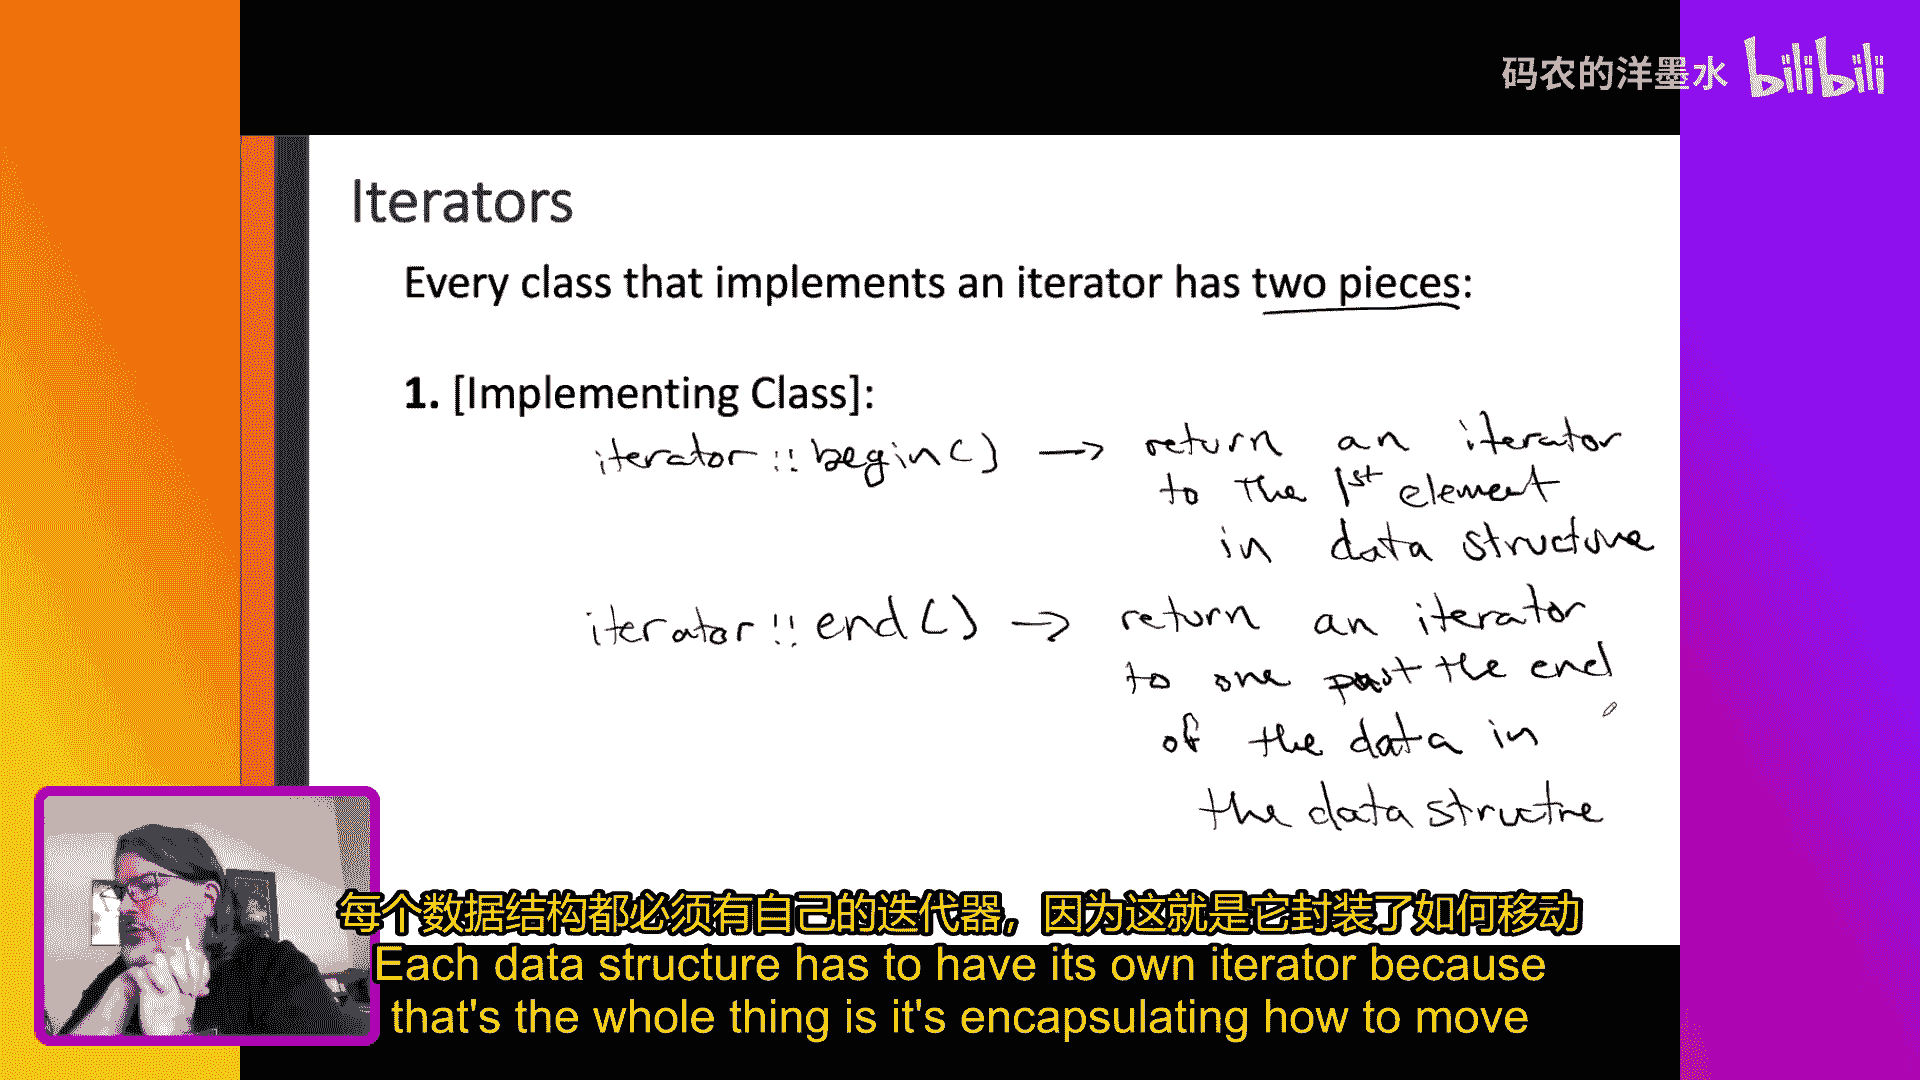 码农的洋墨水 bilibili
Iterators
Every class that implements an iterator has two pieces:
1. [Implementing Class]:
iterator :: begin() → return an iterator
to the 1st element
in data structure
iterator :: end() → return an iterator
to one past the end
of the data in
the data structre
每个数据结构都必须有自己的迭代器，因为这就是它封装了如何移动
Each data structure has to have its own iterator because
that's the whole thing is it's encapsulating how to move